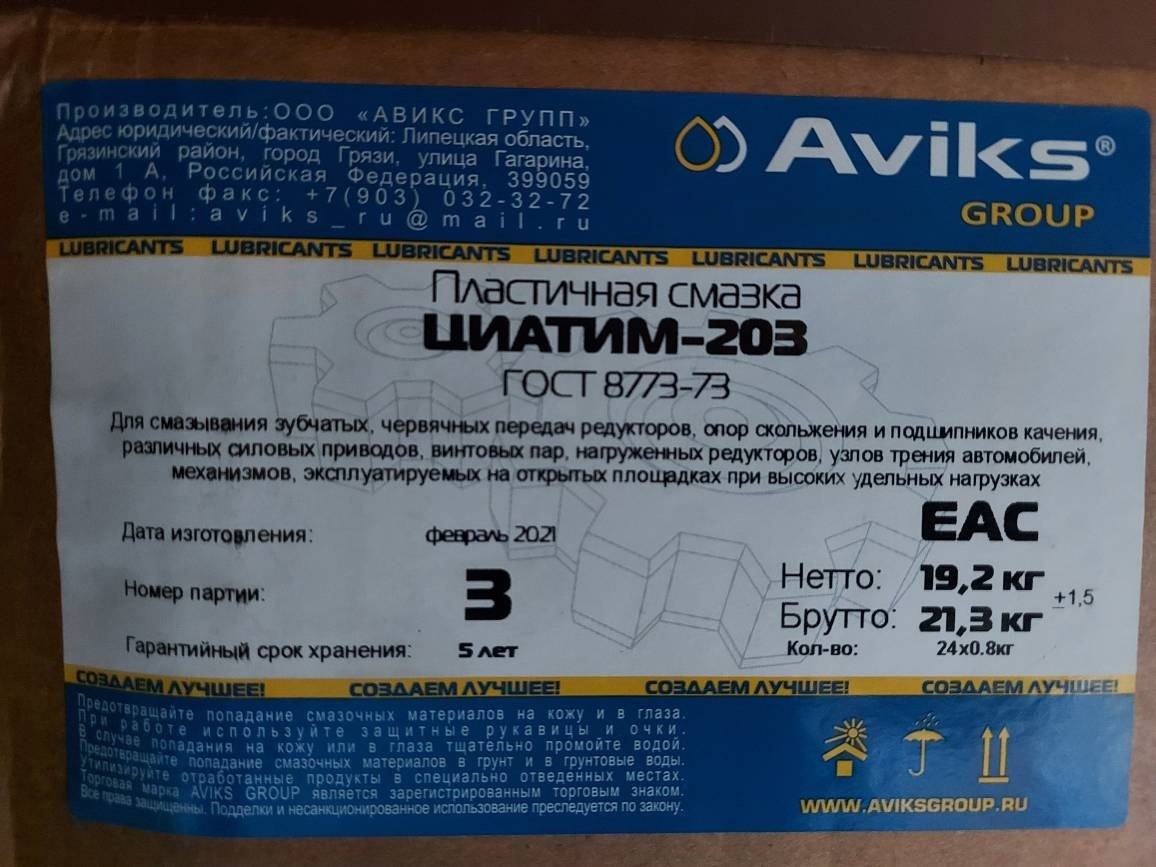 Производитель:ООО «АВИКС ГРУПП»
Адрес юридический/фактический: Липецкая область,
Грязинский район, город Грязи, улица Гагарина,
дом 1 А, Российская Федерация, 399059
Телефон факс: +7(903) 032-32-72
e-mail:aviks_ru@mail.ru
Aviks®
GROUP
LUBRICANTS LUBRICANTS LUBRICANTS LUBRICANTS LUBRICANTS LUBRICANTS LUBRICANTS
Пластичная смазка
ЦИАТИМ-203
ГОСТ 8773-73
Для смазывания зубчатых, червячных передач редукторов, опор скольжения и подшипников качения,
различных силовых приводов, винтовых пар, нагруженных редукторов, узлов трения автомобилей,
механизмов, эксплуатируемых на открытых площадках при высоких удельных нагрузках
EAC
Дата изготовления: февраль 2021
Номер партии: 3
Гарантийный срок хранения: 5 лет
Нетто: 19,2 кг
Брутто: 21,3 кг ±1,5
Кол-во: 24х0.8кг
СОЗДАЕМ ЛУЧШЕЕ! СОЗДАЕМ ЛУЧШЕЕ! СОЗДАЕМ ЛУЧШЕЕ! СОЗДАЕМ ЛУЧШЕЕ!
Предотвращайте попадание смазочных материалов на кожу и в глаза.
При работе используйте защитные рукавицы и очки.
В случае попадания на кожу или в глаза тщательно промойте водой.
Предотвращайте попадание смазочных материалов в грунт и в грунтовые воды.
Утилизируйте отработанные продукты в специально отведенных местах.
Торговая марка AVIKS GROUP является зарегистрированным торговым знаком.
Все права защищенны. Подделки и несанкционированное использование преследуется по закону.
WWW.AVIKSGROUP.RU